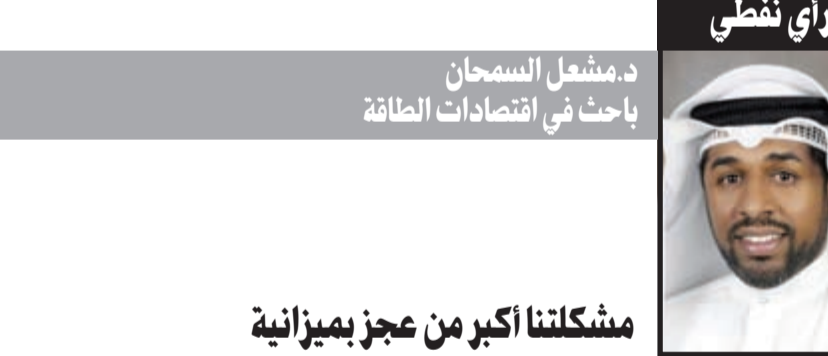 رأي نفطي
د.مشعل السمحان
باحث في اقتصادات الطاقة
مشكلتنا أكبر من عجز بميزانية